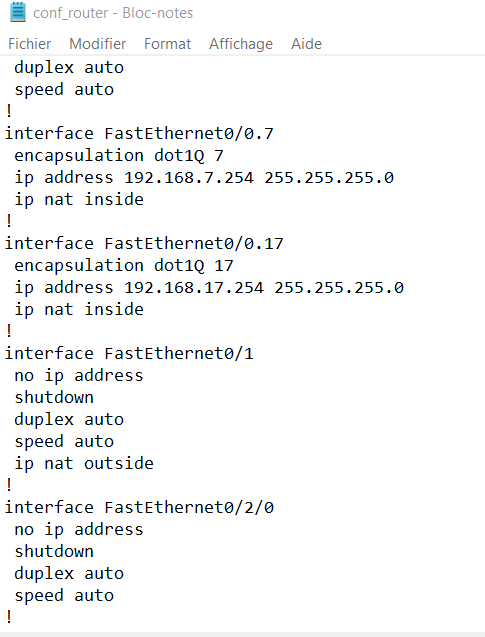 conf_router - Bloc-notes
Fichier Modifier Format Affichage Aide
duplex auto
speed auto
!
interface FastEthernet0/0.7
encapsulation dot1Q 7
ip address 192.168.7.254 255.255.255.0
ip nat inside
!
interface FastEthernet0/0.17
encapsulation dot1Q 17
ip address 192.168.17.254 255.255.255.0
ip nat inside
!
interface FastEthernet0/1
no ip address
shutdown
duplex auto
speed auto
ip nat outside
!
interface FastEthernet0/2/0
no ip address
shutdown
duplex auto
speed auto
!